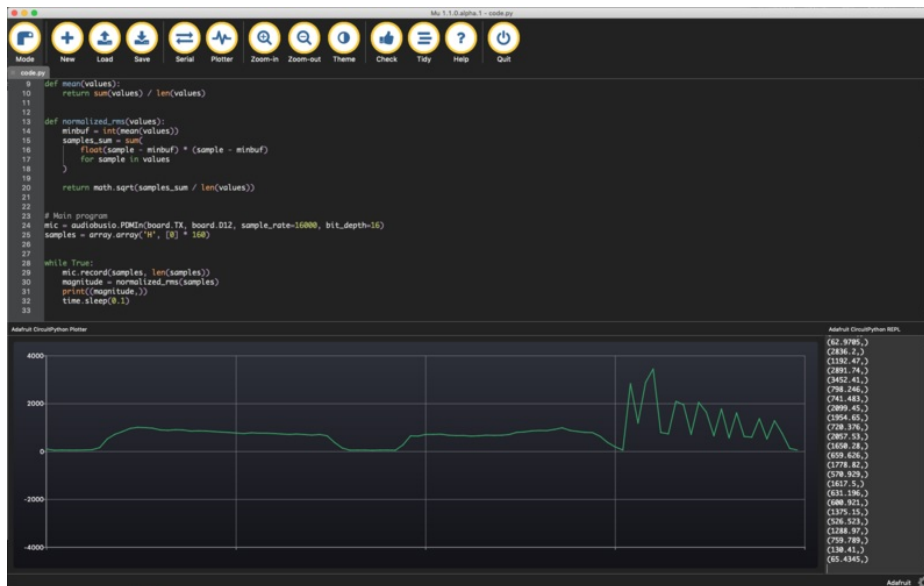 Mu 1.1.0.alpha.1 - code.py
Mode New Load Save Serial Plotter Zoom-in Zoom-out Theme Check Tidy Help Quit
code.py
9 def mean(values):
10 return sum(values) / len(values)
11
12
13 def normalized_rms(values):
14 minbuf = int(mean(values))
15 samples_sum = sum(
16 float(sample - minbuf) * (sample - minbuf)
17 for sample in values
18 )
19
20 return math.sqrt(samples_sum / len(values))
21
22
23 # Main program
24 mic = audiobusio.PDMIn(board.TX, board.D12, sample_rate=16000, bit_depth=16)
25 samples = array.array('H', [0] * 160)
26
27
28 while True:
29 mic.record(samples, len(samples))
30 magnitude = normalized_rms(samples)
31 print((magnitude,))
32 time.sleep(0.1)
33
Adafruit CircuitPython Plotter
4000
2000
0
-2000
-4000
Adafruit CircuitPython REPL
(62.9705,)
(2836.2,)
(1192.47,)
(2891.74,)
(3452.41,)
(798.246,)
(741.483,)
(2099.45,)
(1954.65,)
(720.376,)
(2057.53,)
(1650.28,)
(659.626,)
(1778.82,)
(570.929,)
(1617.5,)
(631.196,)
(600.921,)
(1375.15,)
(526.523,)
(1288.97,)
(759.789,)
(130.41,)
(65.4345,)
Adafruit